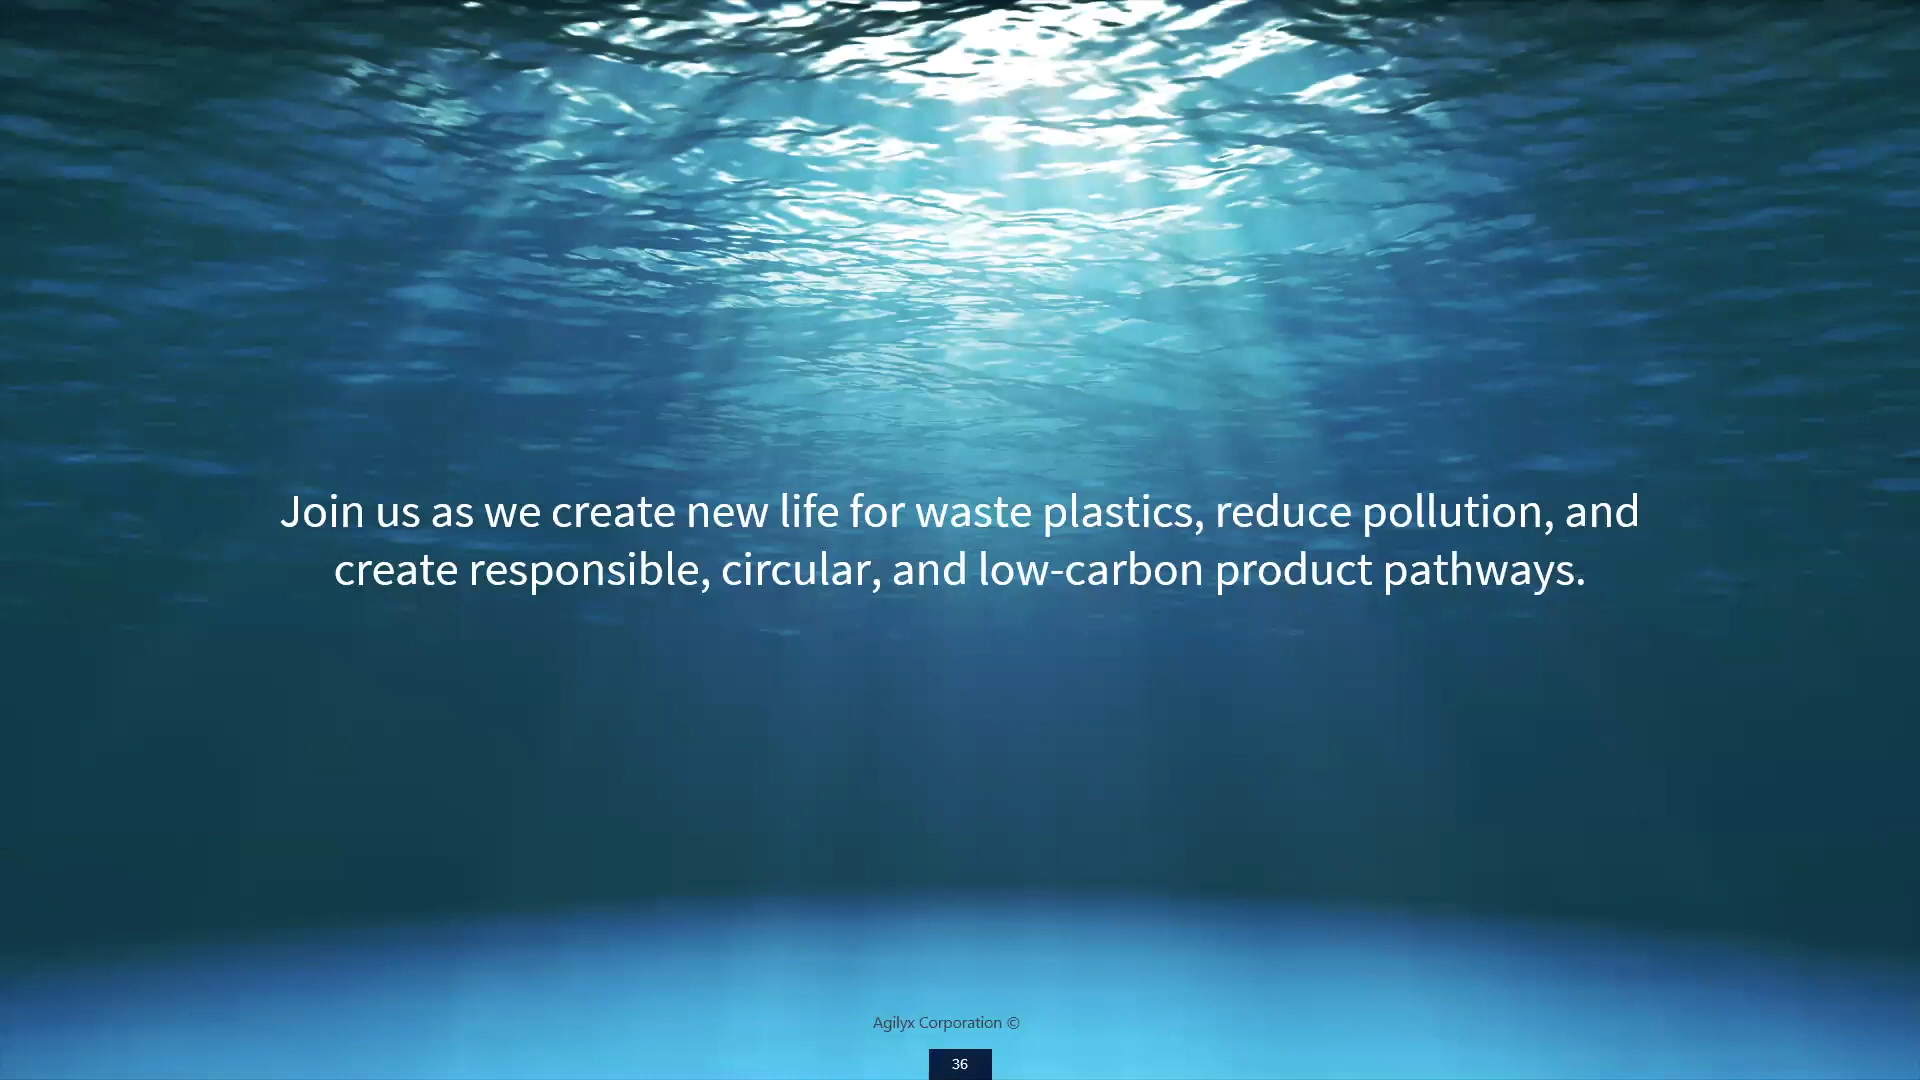 Join us as we create new life for waste plastics, reduce pollution, and
create responsible, circular, and low-carbon product pathways.
Agilyx Corporation ©
36